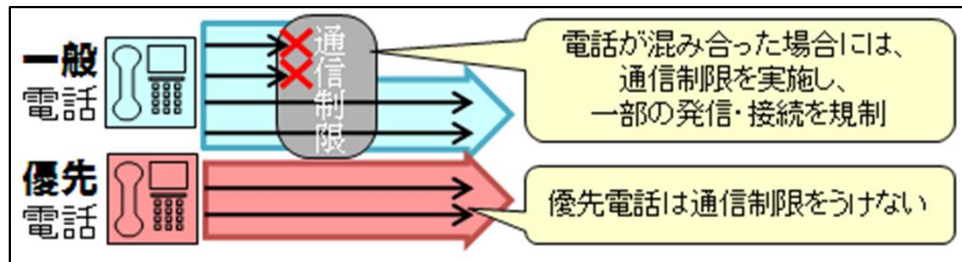 一般
電話
通信制限
電話が混み合った場合には、
通信制限を実施し、
一部の発信・接続を規制
優先
電話
優先電話は通信制限をうけない